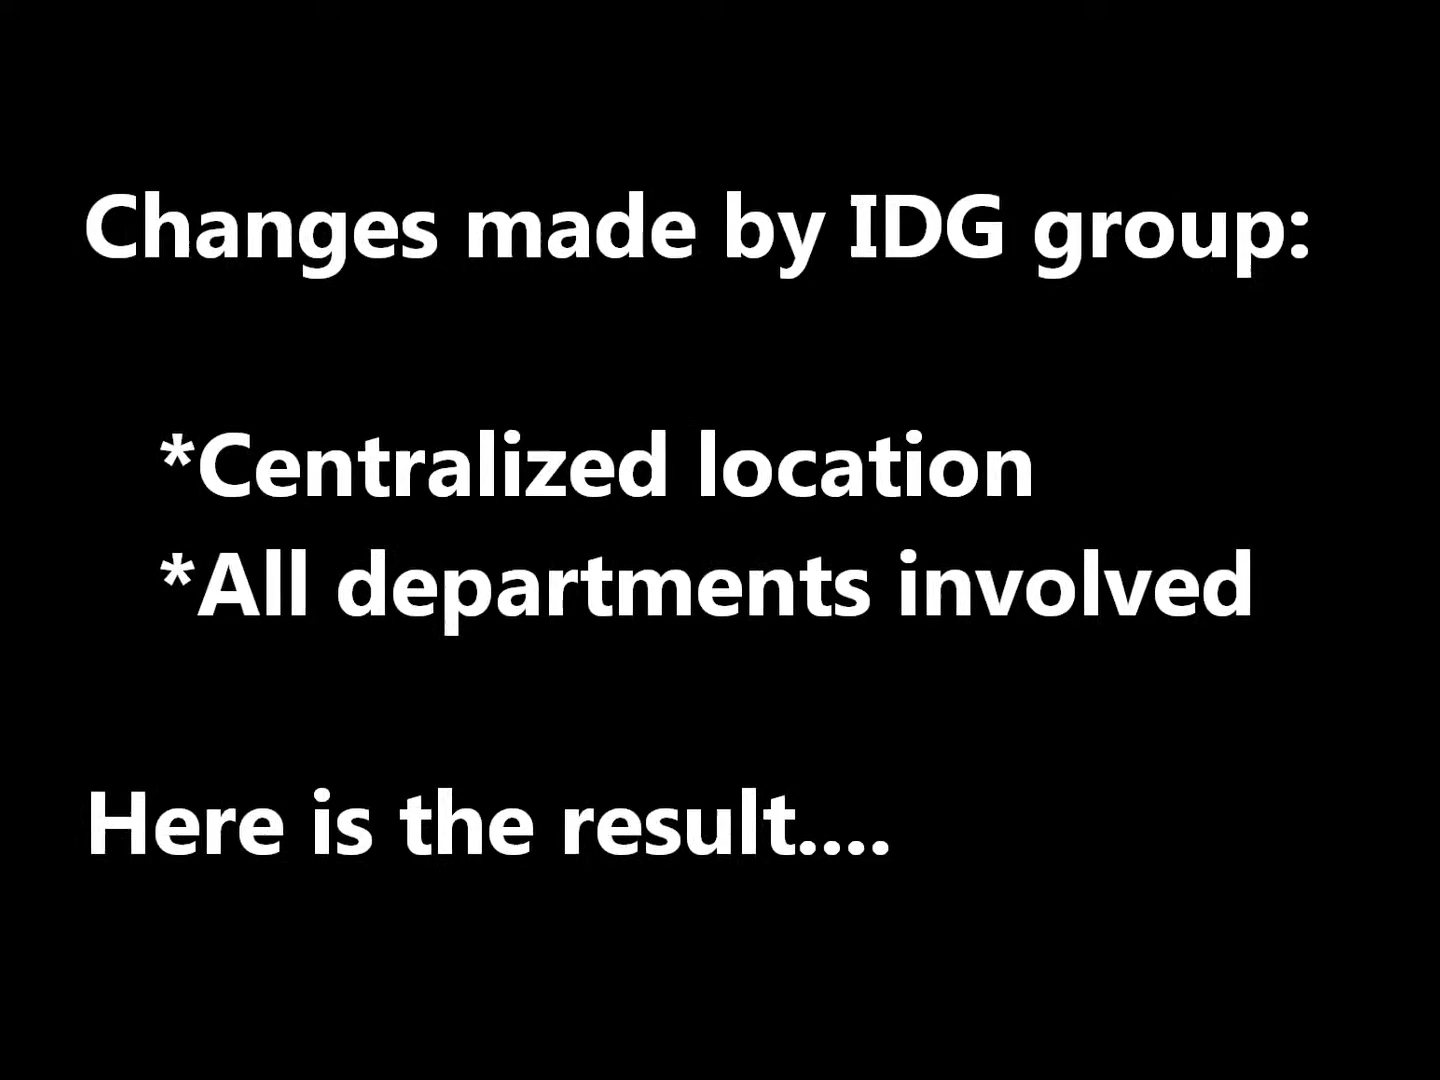 Changes made by IDG group:
*Centralized location
*All departments involved
Here is the result....